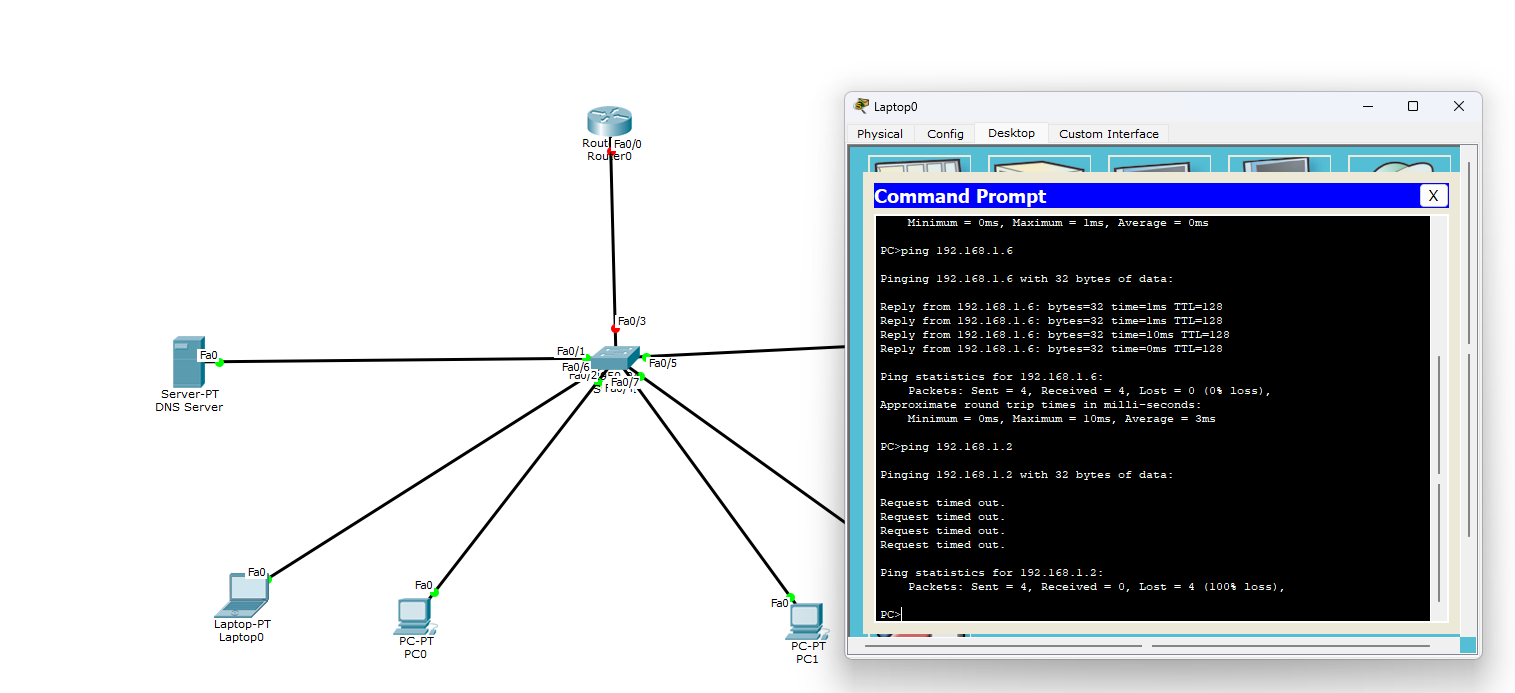 Fa0/0
Router0
Fa0/3
Fa0/1
Fa0/5
Fa0/6
Fa0/2
Fa0/7
Fa0
Server-PT
DNS Server
Fa0
Laptop-PT
Laptop0
Fa0
PC-PT
PC0
Fa0
PC-PT
PC1
Laptop0
Physical Config Desktop Custom Interface
Command Prompt
X
Minimum = 0ms, Maximum = 1ms, Average = 0ms
PC>ping 192.168.1.6
Pinging 192.168.1.6 with 32 bytes of data:
Reply from 192.168.1.6: bytes=32 time=1ms TTL=128
Reply from 192.168.1.6: bytes=32 time=1ms TTL=128
Reply from 192.168.1.6: bytes=32 time=10ms TTL=128
Reply from 192.168.1.6: bytes=32 time=0ms TTL=128
Ping statistics for 192.168.1.6:
Packets: Sent = 4, Received = 4, Lost = 0 (0% loss),
Approximate round trip times in milli-seconds:
Minimum = 0ms, Maximum = 10ms, Average = 3ms
PC>ping 192.168.1.2
Pinging 192.168.1.2 with 32 bytes of data:
Request timed out.
Request timed out.
Request timed out.
Request timed out.
Ping statistics for 192.168.1.2:
Packets: Sent = 4, Received = 0, Lost = 4 (100% loss),
PC>